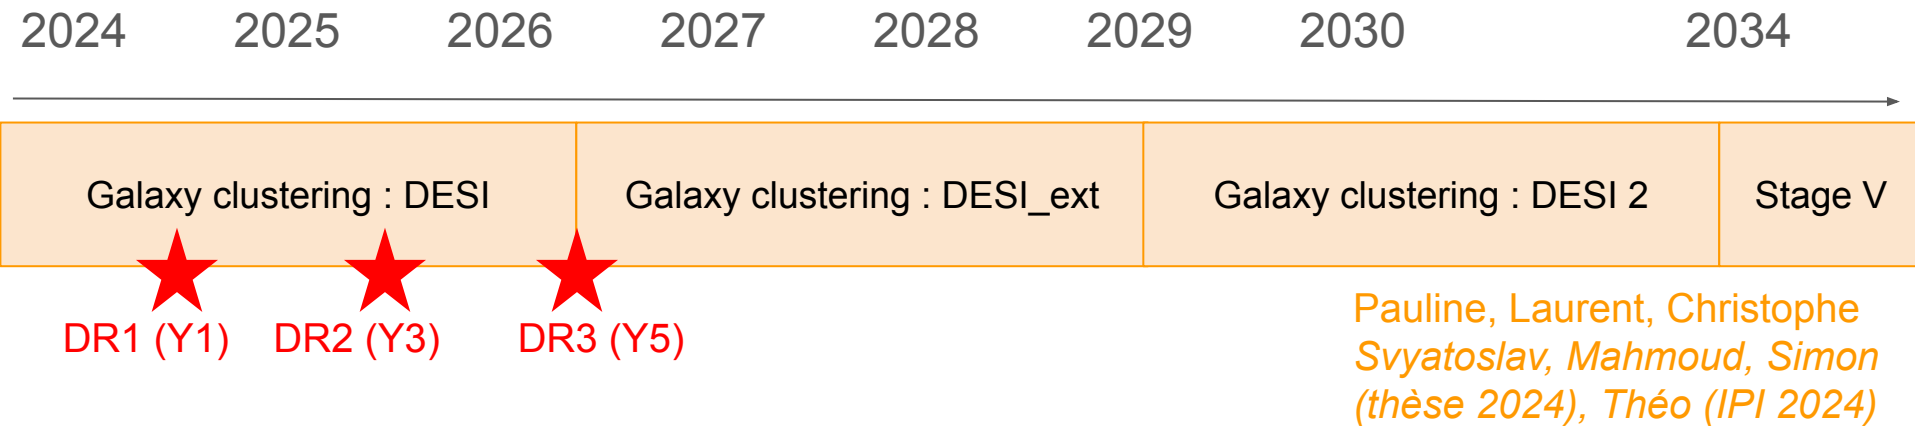 2024 2025 2026 2027 2028 2029 2030 2034
Galaxy clustering : DESI Galaxy clustering : DESI_ext Galaxy clustering : DESI 2 Stage V
DR1 (Y1) DR2 (Y3) DR3 (Y5)
Pauline, Laurent, Christophe
Svyatoslav, Mahmoud, Simon
(thèse 2024), Théo (IPI 2024)